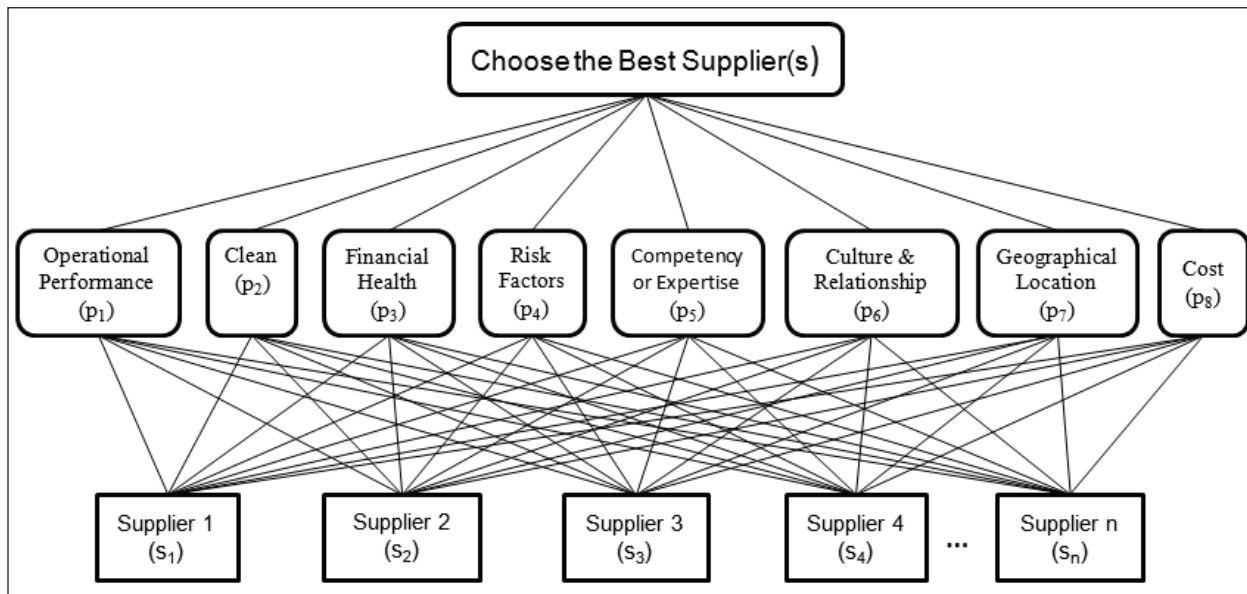 Choose the Best Supplier(s)
Operational
Performance
(p₁)
Clean
(p₂)
Financial
Health
(p₃)
Risk
Factors
(p₄)
Competency
or Expertise
(p₅)
Culture &
Relationship
(p₆)
Geographical
Location
(p₇)
Cost
(p₈)
Supplier 1
(s₁)
Supplier 2
(s₂)
Supplier 3
(s₃)
Supplier 4
(s₄)
...
Supplier n
(sₙ)